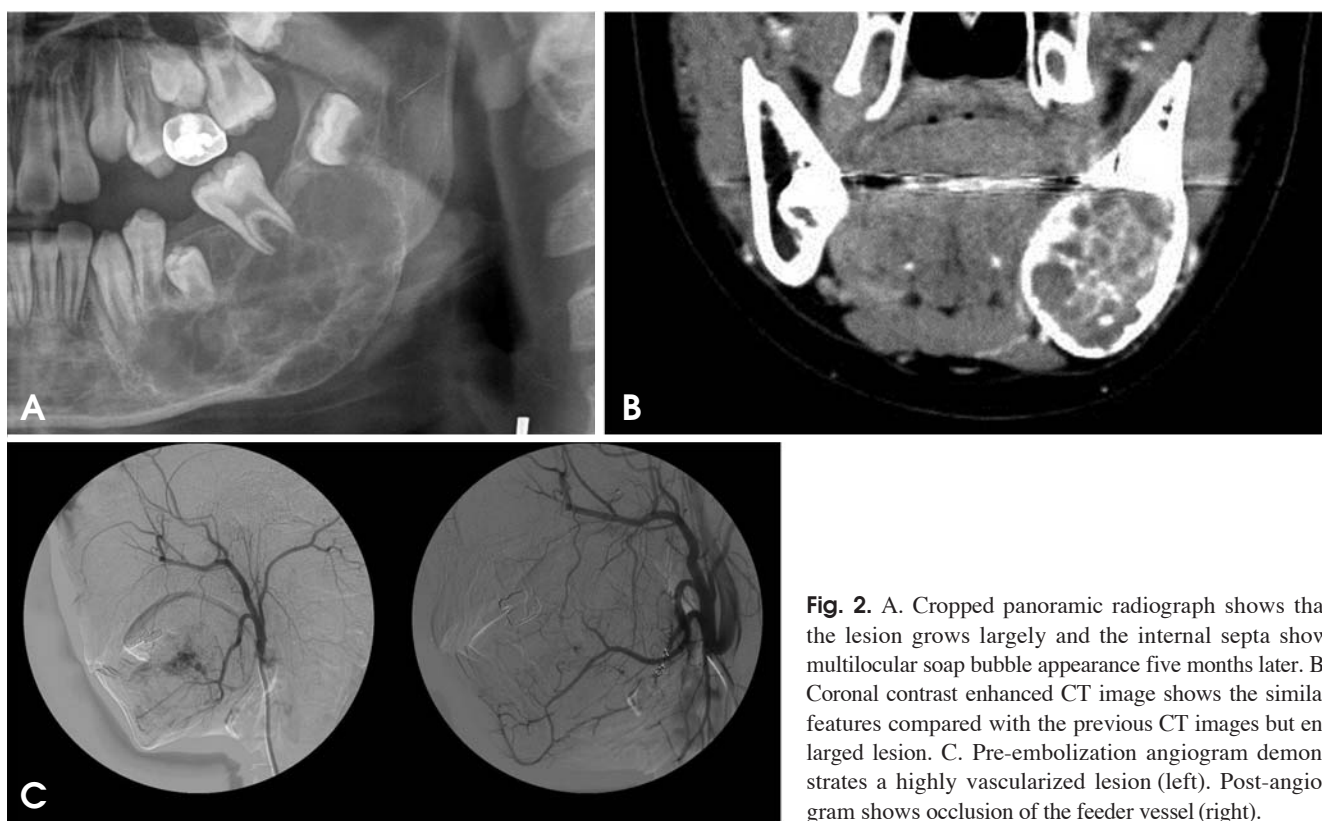 A
B
C
Fig. 2. A. Cropped panoramic radiograph shows tha
the lesion grows largely and the internal septa show
multilocular soap bubble appearance five months later. B
Coronal contrast enhanced CT image shows the simila
features compared with the previous CT images but en
larged lesion. C. Pre-embolization angiogram demon
strates a highly vascularized lesion (left). Post-angio
gram shows occlusion of the feeder vessel (right).